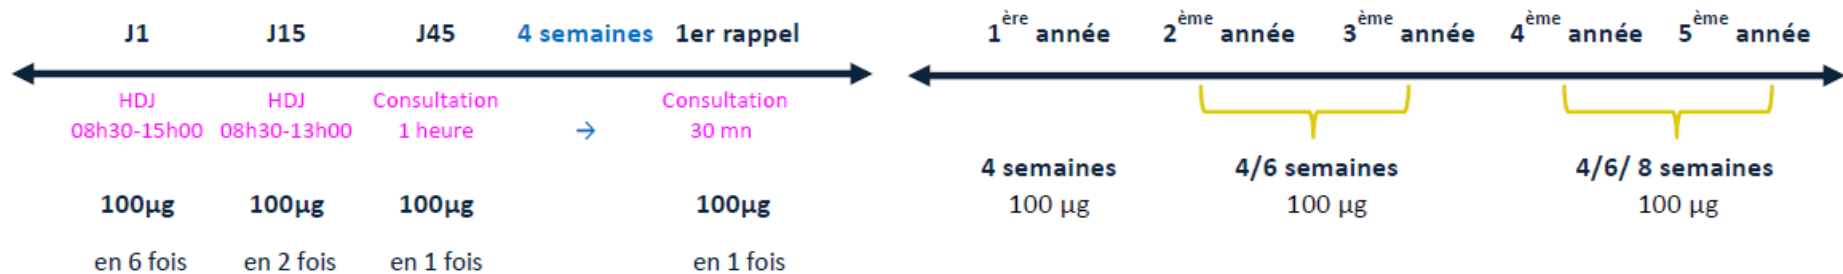 J1 J15 J45 4 semaines 1er rappel
HDJ HDJ Consultation Consultation
08h30-15h00 08h30-13h00 1 heure → 30 mn
100µg 100µg 100µg 100µg
en 6 fois en 2 fois en 1 fois en 1 fois
1ère année 2ème année 3ème année 4ème année 5ème année
4 semaines 4/6 semaines 4/6/ 8 semaines
100 µg 100 µg 100 µg